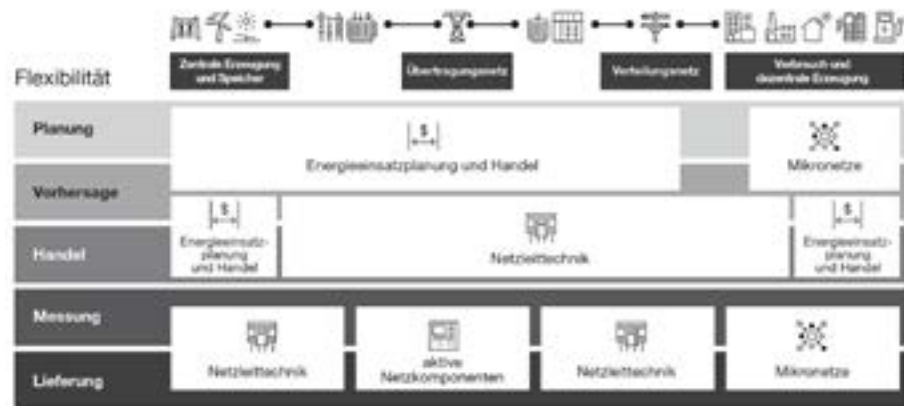 Zentrale Erzeugung
und Speicher
Übertragungsnetz
Verteilungsnetz
Verbrauch und
dezentrale Erzeugung
Flexibilität
Planung
$
Energieeinsatzplanung und Handel
Mikronetze
Vorhersage
$
Energieeinsatz-
planung
und Handel
Netzleittechnik
$
Energieeinsatz-
planung
und Handel
Handel
Messung
Netzleittechnik
aktive
Netzkomponenten
Netzleittechnik
Mikronetze
Lieferung